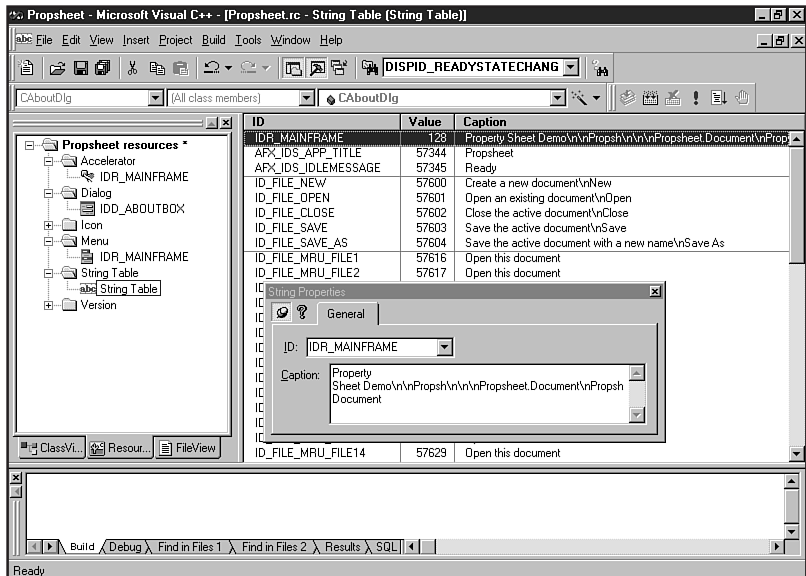 Propsheet - Microsoft Visual C++ - [Propsheet.rc - String Table (String Table)]
abc File Edit View Insert Project Build Tools Window Help
DISPID_READYSTATECHANG
CAboutDlg (All class members) CAboutDlg
Propsheet resources *
Accelerator
IDR_MAINFRAME
Dialog
IDD_ABOUTBOX
Icon
Menu
IDR_MAINFRAME
String Table
abc String Table
Version
ClassVi... Resour... FileView
ID Value Caption
IDR_MAINFRAME 128 Property Sheet Demo\n\nPropsh\n\n\nPropsheet.Document\nProp
AFX_IDS_APP_TITLE 57344 Propsheet
AFX_IDS_IDLEMESSAGE 57345 Ready
ID_FILE_NEW 57600 Create a new document\nNew
ID_FILE_OPEN 57601 Open an existing document\nOpen
ID_FILE_CLOSE 57602 Close the active document\nClose
ID_FILE_SAVE 57603 Save the active document\nSave
ID_FILE_SAVE_AS 57604 Save the active document with a new name\nSave As
ID_FILE_MRU_FILE1 57616 Open this document
ID_FILE_MRU_FILE2 57617 Open this document
String Properties
General
ID: IDR_MAINFRAME
Caption: Property
Sheet Demo\n\nPropsh\n\n\nPropsheet.Document\nPropsh
Document
ID_FILE_MRU_FILE14 57629 Open this document
Build Debug Find in Files 1 Find in Files 2 Results SQL
Ready